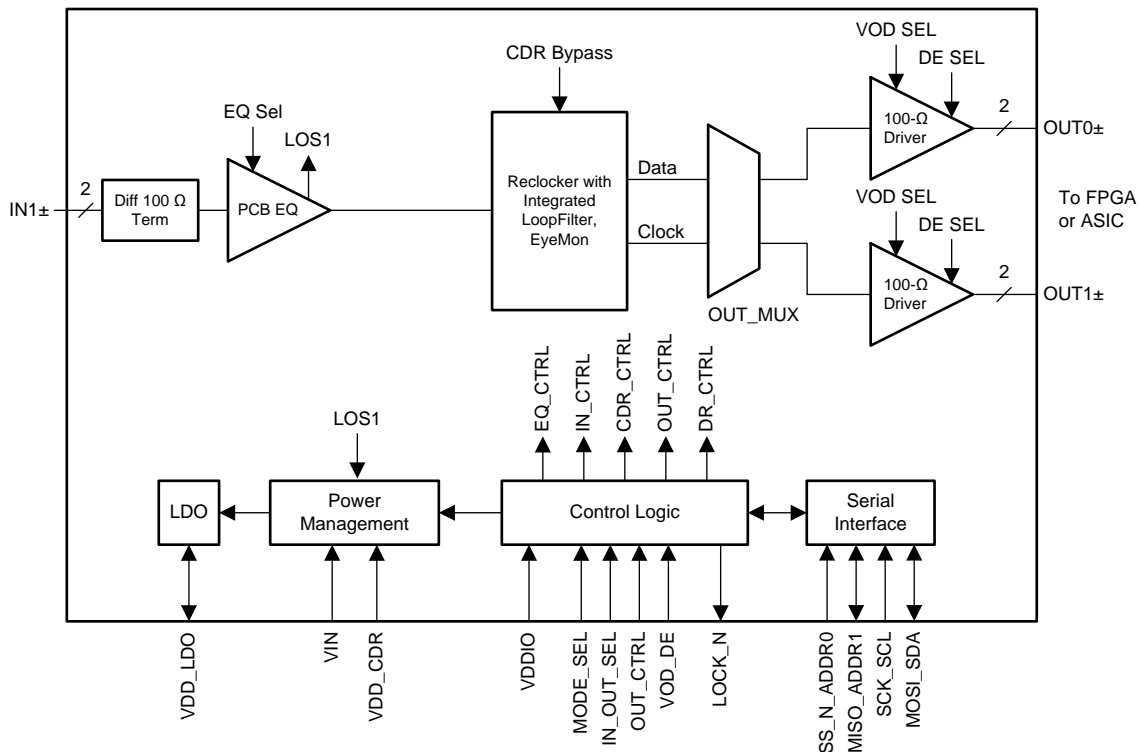 VOD SEL
DE SEL
CDR Bypass
2
100-Ω
Driver
OUT0±
EQ Sel
LOS1
2
IN1±
Diff 100 Ω
Term
PCB EQ
Reclocker with
Integrated
LoopFilter,
EyeMon
Data
Clock
OUT_MUX
VOD SEL
DE SEL
2
100-Ω
Driver
OUT1±
To FPGA
or ASIC
EQ_CTRL
IN_CTRL
CDR_CTRL
OUT_CTRL
DR_CTRL
LOS1
LDO
Power
Management
Control Logic
Serial
Interface
VDD_LDO
VIN
VDD_CDR
VDDIO
MODE_SEL
IN_OUT_SEL
OUT_CTRL
VOD_DE
LOCK_N
SS_N_ADDR0
MISO_ADDR1
SCK_SCL
MOSI_SDA